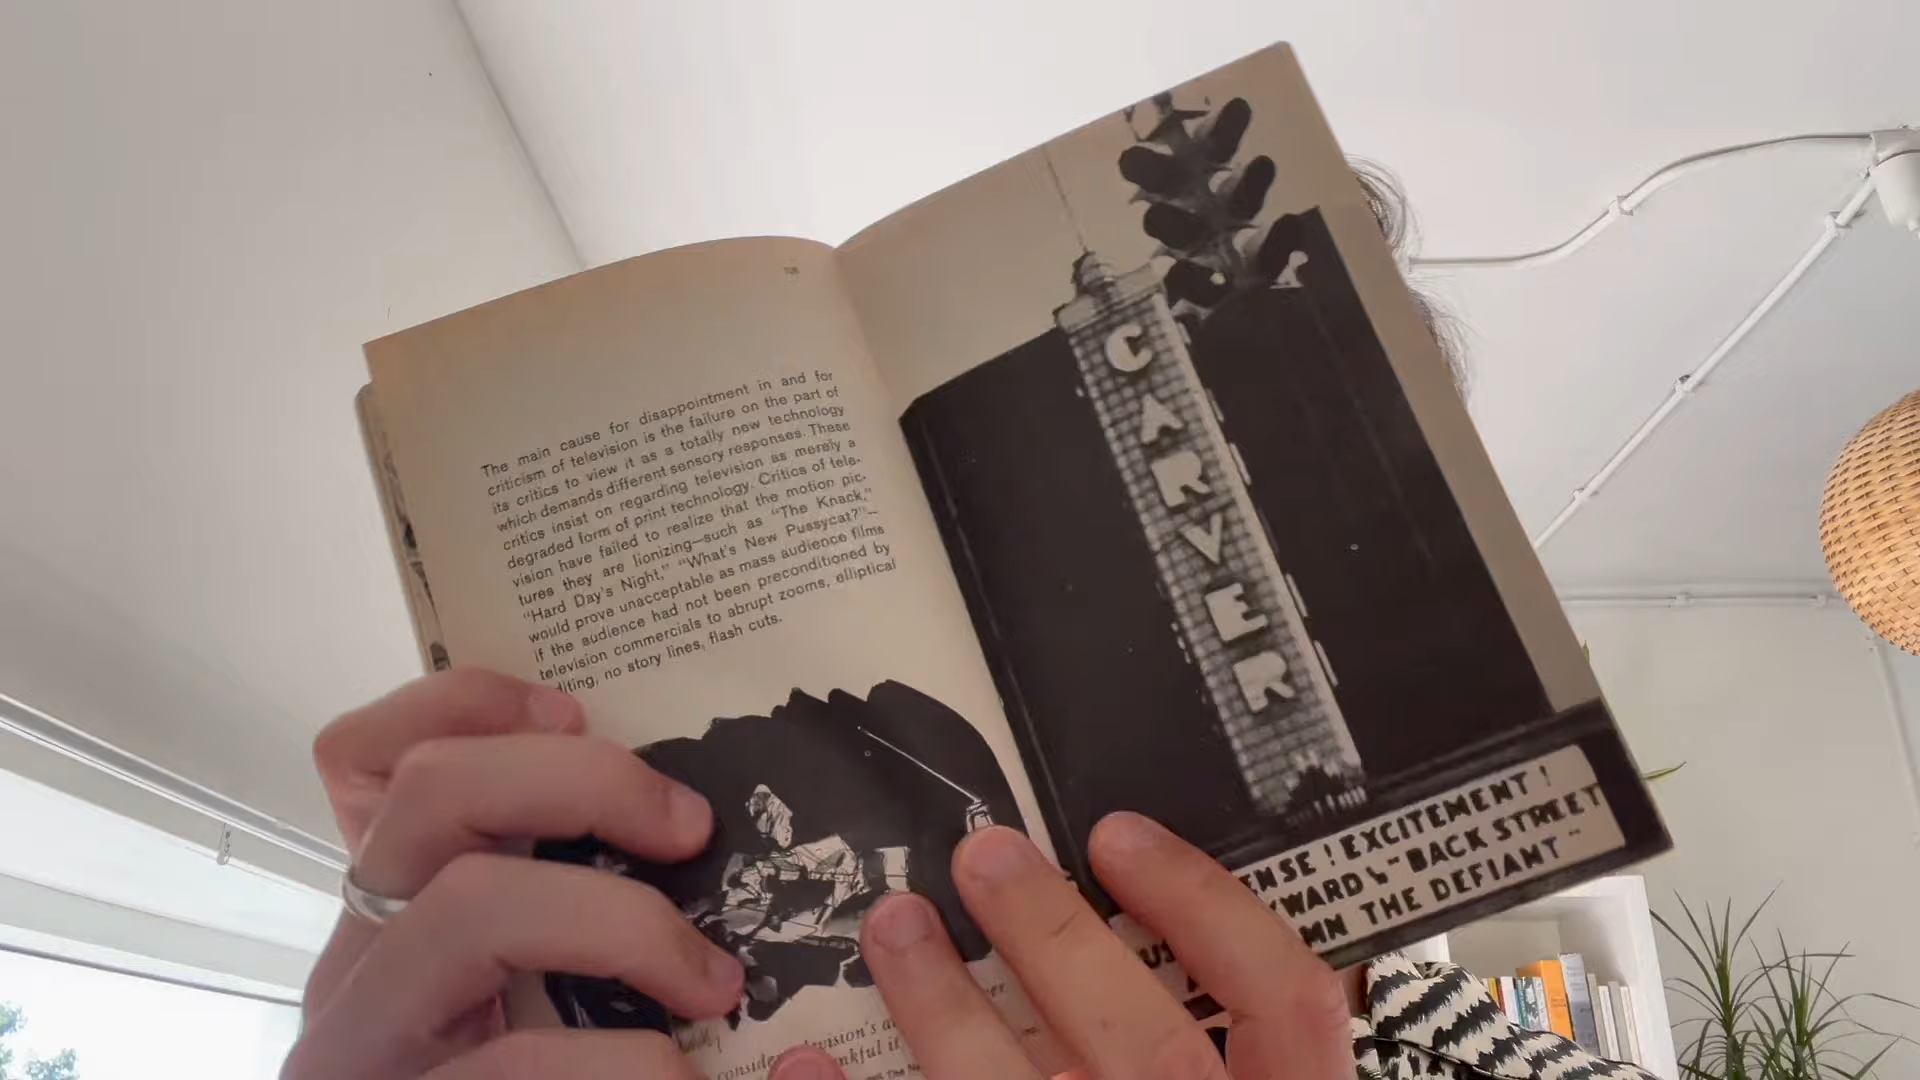 128
The main cause for disappointment in and for
criticism of television is the failure on the part of
its critics to view it as a totally new technology
which demands different sensory responses. These
critics insist on regarding television as merely a
degraded form of print technology. Critics of tele-
vision have failed to realize that the motion pic-
tures they are lionizing—such as "The Knack,"
"Hard Day's Night," "What's New Pussycat?"—
would prove unacceptable as mass audience films
if the audience had not been preconditioned by
television commercials to abrupt zooms, elliptical
diting, no story lines, flash cuts.
CARVER
ENSE ! EXCITEMENT !
WARD "BACK STREET
MN THE DEFIANT"
US